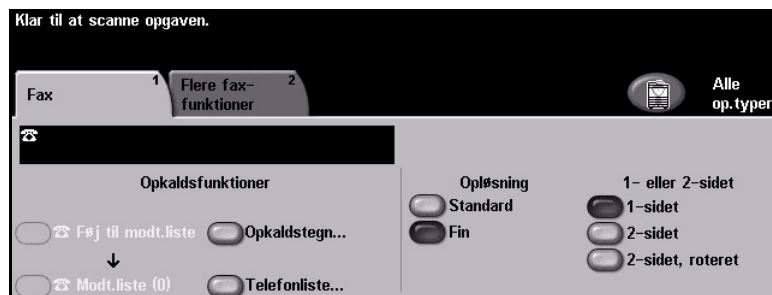 Klar til at scanne opgaven.
Fax
1
Flere fax-
funktioner
2
Alle
op.typer
Opkaldsfunktioner
Føj til modt.liste
Opkaldstegn...
Modt.liste (0)
Telefonliste...
Opløsning
Standard
Fin
1- eller 2-sidet
1-sidet
2-sidet
2-sidet, roteret